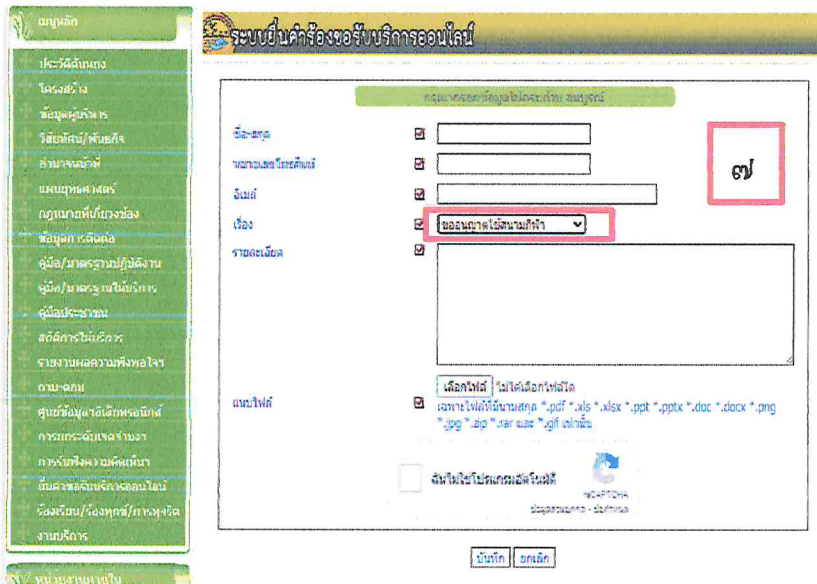 เมนูหลัก
ประวัติตำบลงาว
โครงสร้าง
ข้อมูลผู้บริหาร
วิสัยทัศน์/พันธกิจ
อำนาจหน้าที่
แผนยุทธศาสตร์
กฎหมายที่เกี่ยวข้อง
ข้อมูลการติดต่อ
คู่มือ/มาตรฐานปฏิบัติงาน
คู่มือ/มาตรฐานให้บริการ
คู่มือประชาชน
สถิติการให้บริการ
รายงานผลความพึงพอใจฯ
ถาม-ตอบ
ศูนย์ข้อมูลอิเล็กทรอนิกส์
การรับฟังความคิดเห็นฯ
ยื่นคำขอรับบริการออนไลน์
ร้องเรียน/ร้องทุกข์/การทุจริต
งานบริการ
หน่วยงานภายใน
ระบบยื่นคำร้องขอรับบริการออนไลน์
กรุณากรอกข้อมูลให้ครบถ้วน สมบูรณ์
ชื่อ-สกุล
หมายเลขโทรศัพท์
อีเมล์
เรื่อง
ขออนุญาตใช้สนามกีฬา
๗
รายละเอียด
แนบไฟล์
เลือกไฟล์ ไม่ได้เลือกไฟล์ใด
เฉพาะไฟล์ที่มีนามสกุล *.pdf *.xls *.xlsx *.ppt *.pptx *.doc *.docx *.png
*.jpg *.zip *.rar และ *.gif เท่านั้น
ฉันไม่ใช่โปรแกรมอัตโนมัติ
reCAPTCHA
ข้อมูลส่วนบุคคล - ข้อกำหนด
บันทึก ยกเลิก